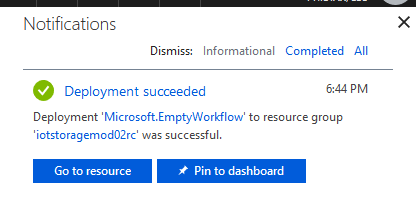 Notifications
Dismiss: Informational Completed All
Deployment succeeded 6:44 PM
Deployment 'Microsoft.EmptyWorkflow' to resource group
'iotstoragemod02rc' was successful.
Go to resource Pin to dashboard